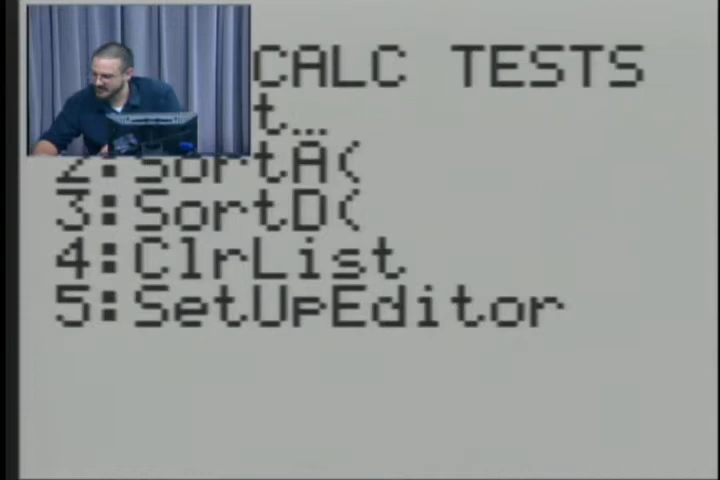 CALC TESTS
t…
2:SortA(
3:SortD(
4:ClrList
5:SetUpEditor